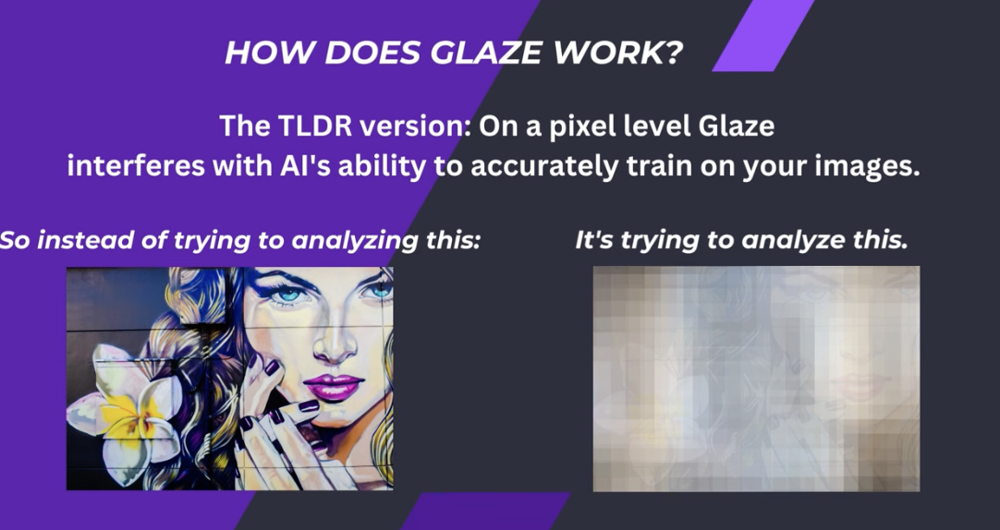 HOW DOES GLAZE WORK?
The TLDR version: On a pixel level Glaze
interferes with AI's ability to accurately train on your images.
So instead of trying to analyzing this:
It's trying to analyze this.